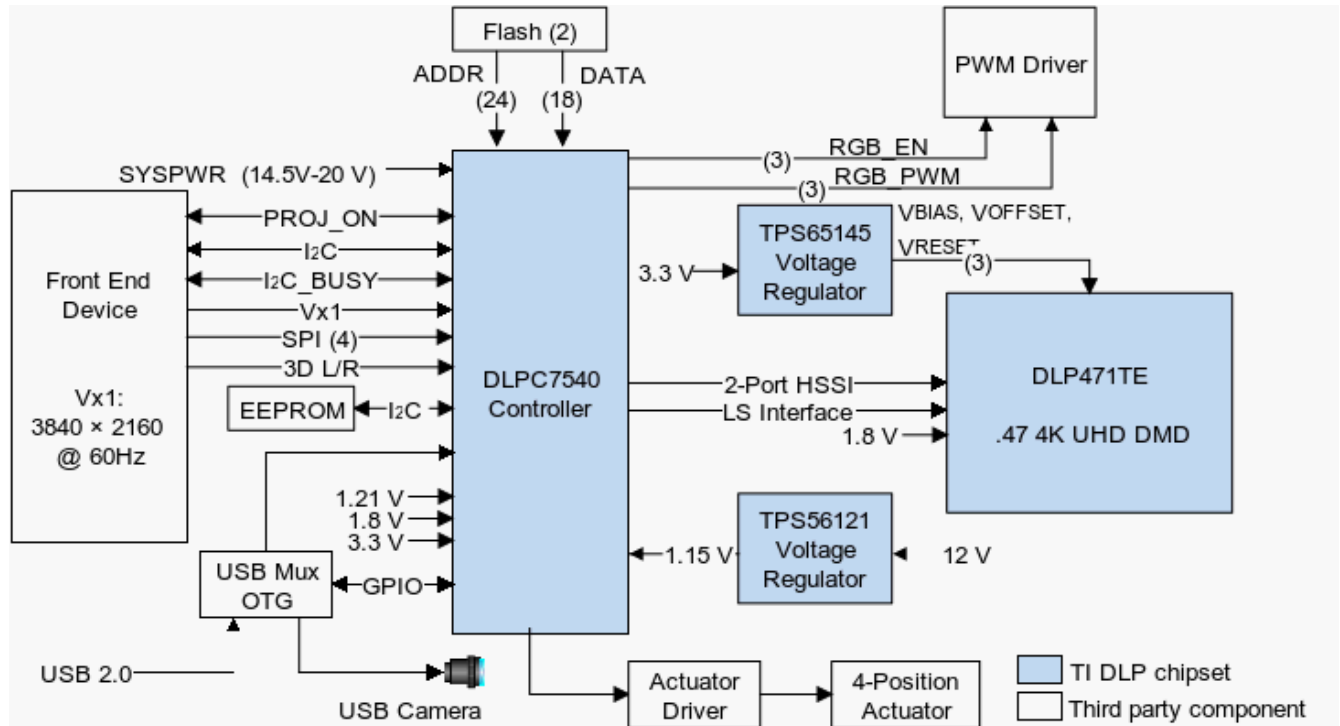 Flash (2)
ADDR
(24)
DATA
(18)
PWM Driver
(3)
RGB_EN
(3)
RGB_PWM
SYSPWR (14.5V-20 V)
Front End
Device
Vx1:
3840 × 2160
@ 60Hz
PROJ_ON
I2C
I2C_BUSY
Vx1
SPI (4)
3D L/R
EEPROM
I2C
DLPC7540
Controller
3.3 V
TPS65145
Voltage
Regulator
VBIAS, VOFFSET,
VRESET
(3)
2-Port HSSI
LS Interface
1.8 V
DLP471TE
.47 4K UHD DMD
1.21 V
1.8 V
3.3 V
USB Mux
OTG
GPIO
1.15 V
TPS56121
Voltage
Regulator
12 V
USB 2.0
USB Camera
Actuator
Driver
4-Position
Actuator
TI DLP chipset
Third party component